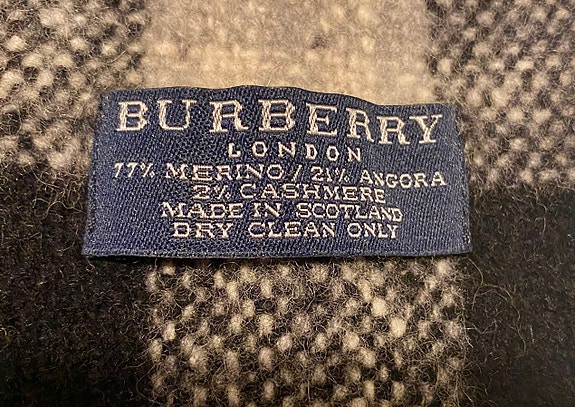 BURBERRY
LONDON
77% MERINO / 21% ANGORA
2% CASHMERE
MADE IN SCOTLAND
DRY CLEAN ONLY